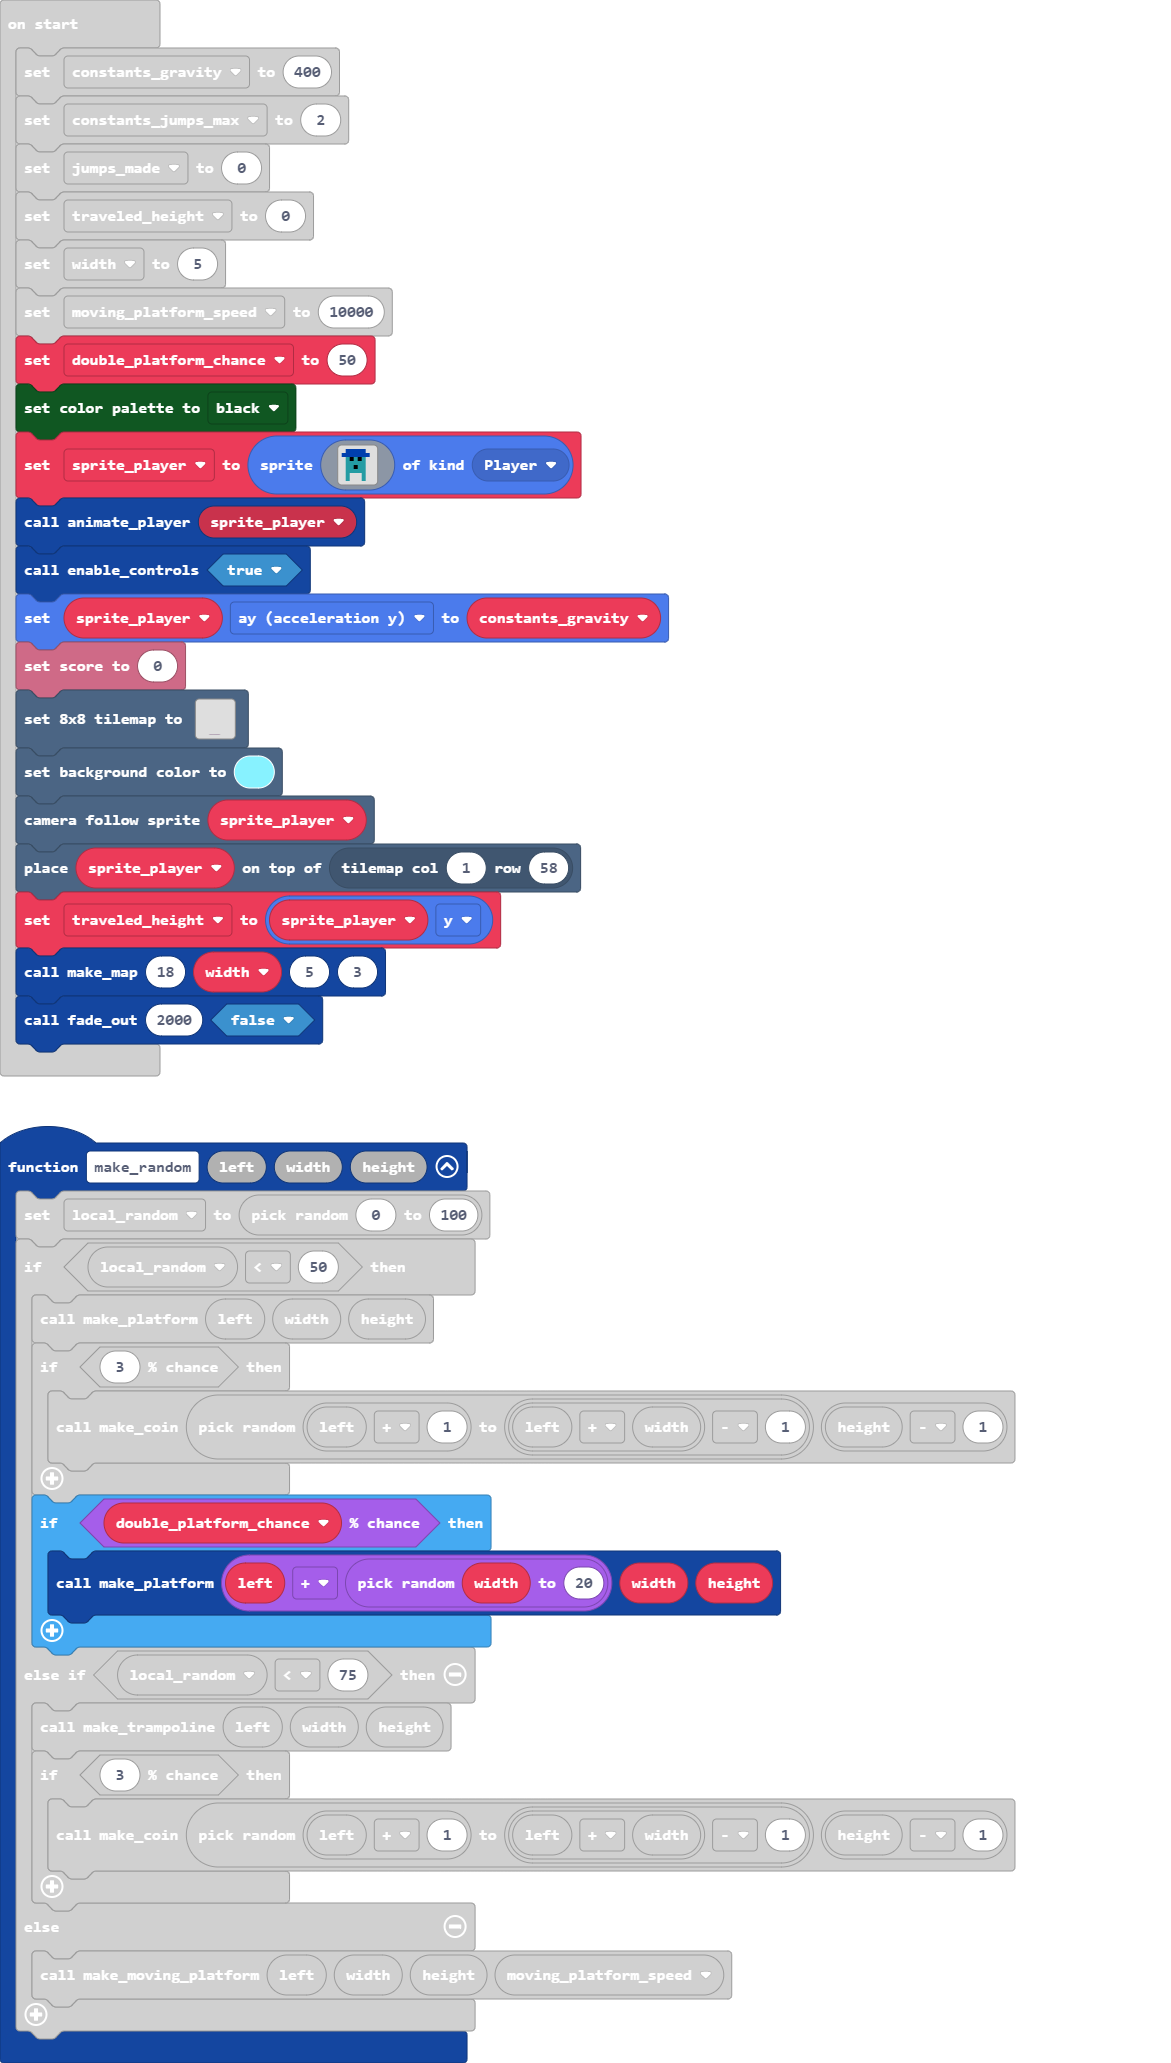 on start
set constants_gravity to 400
set constants_jumps_max to 2
set jumps_made to 0
set traveled_height to 0
set width to 5
set moving_platform_speed to 10000
set double_platform_chance to 50
set color palette to black
set sprite_player to sprite of kind Player
call animate_player sprite_player
call enable_controls true
set sprite_player ay (acceleration y) to constants_gravity
set score to 0
set 8x8 tilemap to
set background color to
camera follow sprite sprite_player
place sprite_player on top of tilemap col 1 row 58
set traveled_height to sprite_player y
call make_map 18 width 5 3
call fade_out 2000 false
function make_random left width height
set local_random to pick random 0 to 100
if local_random < 50 then
call make_platform left width height
if 3 % chance then
call make_coin pick random left + 1 to left + width - 1 height - 1
if double_platform_chance % chance then
call make_platform left + pick random width to 20 width height
else if local_random < 75 then
call make_trampoline left width height
if 3 % chance then
call make_coin pick random left + 1 to left + width - 1 height - 1
else
call make_moving_platform left width height moving_platform_speed